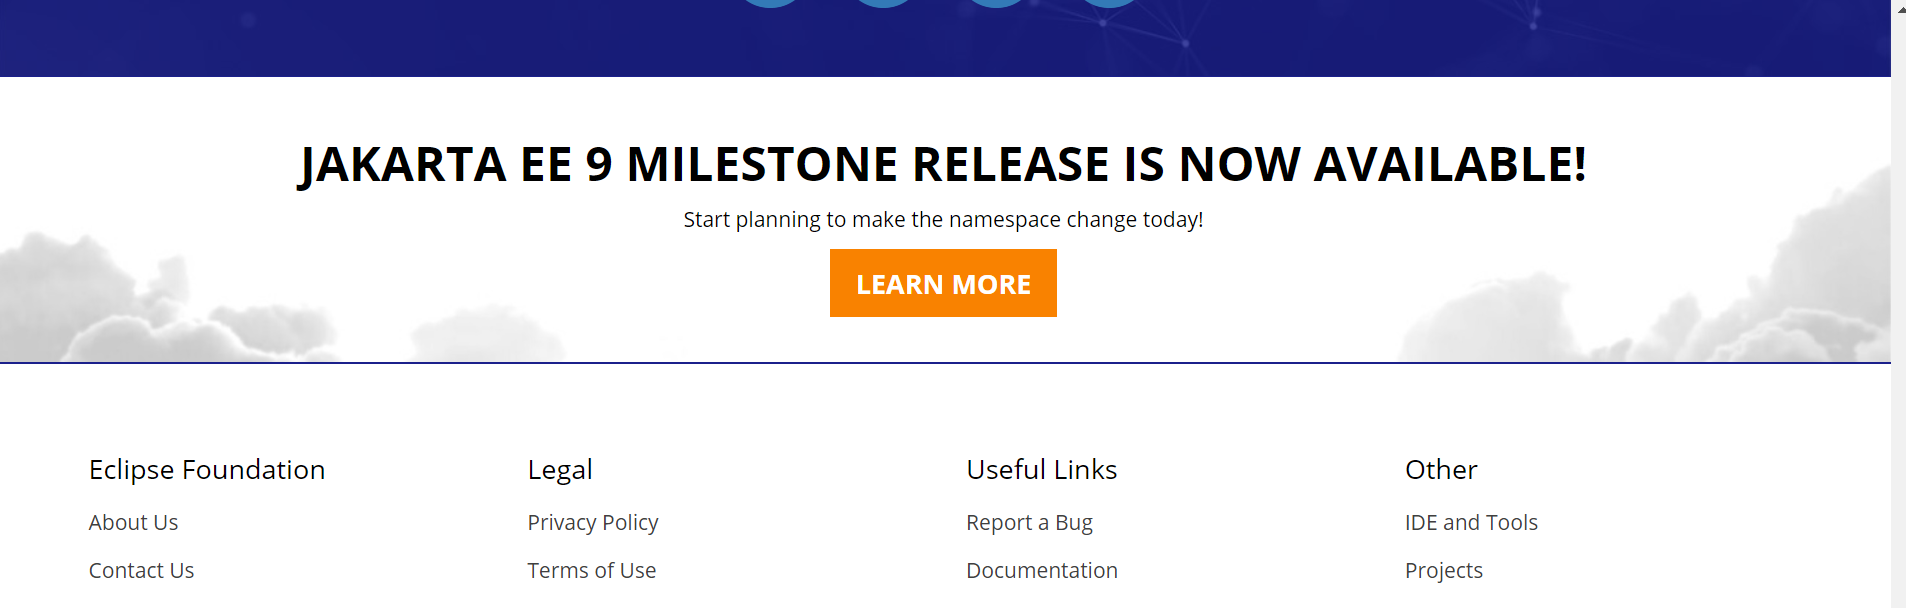 JAKARTA EE 9 MILESTONE RELEASE IS NOW AVAILABLE!
Start planning to make the namespace change today!
LEARN MORE
Eclipse Foundation
About Us
Contact Us
Legal
Privacy Policy
Terms of Use
Useful Links
Report a Bug
Documentation
Other
IDE and Tools
Projects